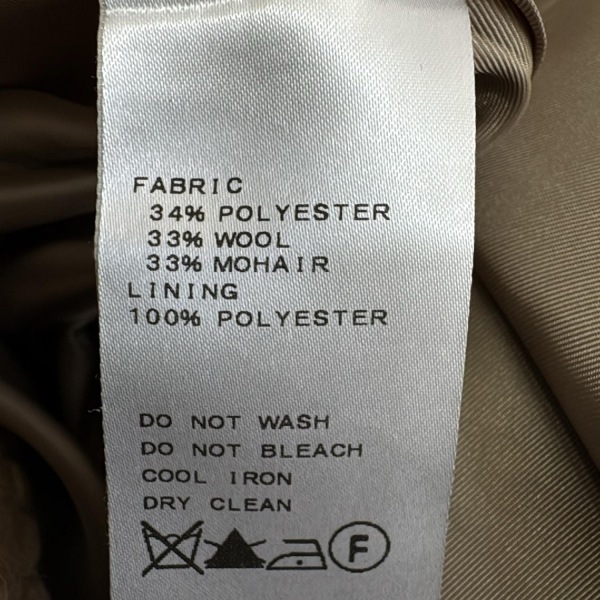 FABRIC
34% POLYESTER
33% WOOL
33% MOHAIR
LINING
100% POLYESTER
DO NOT WASH
DO NOT BLEACH
COOL IRON
DRY CLEAN
F